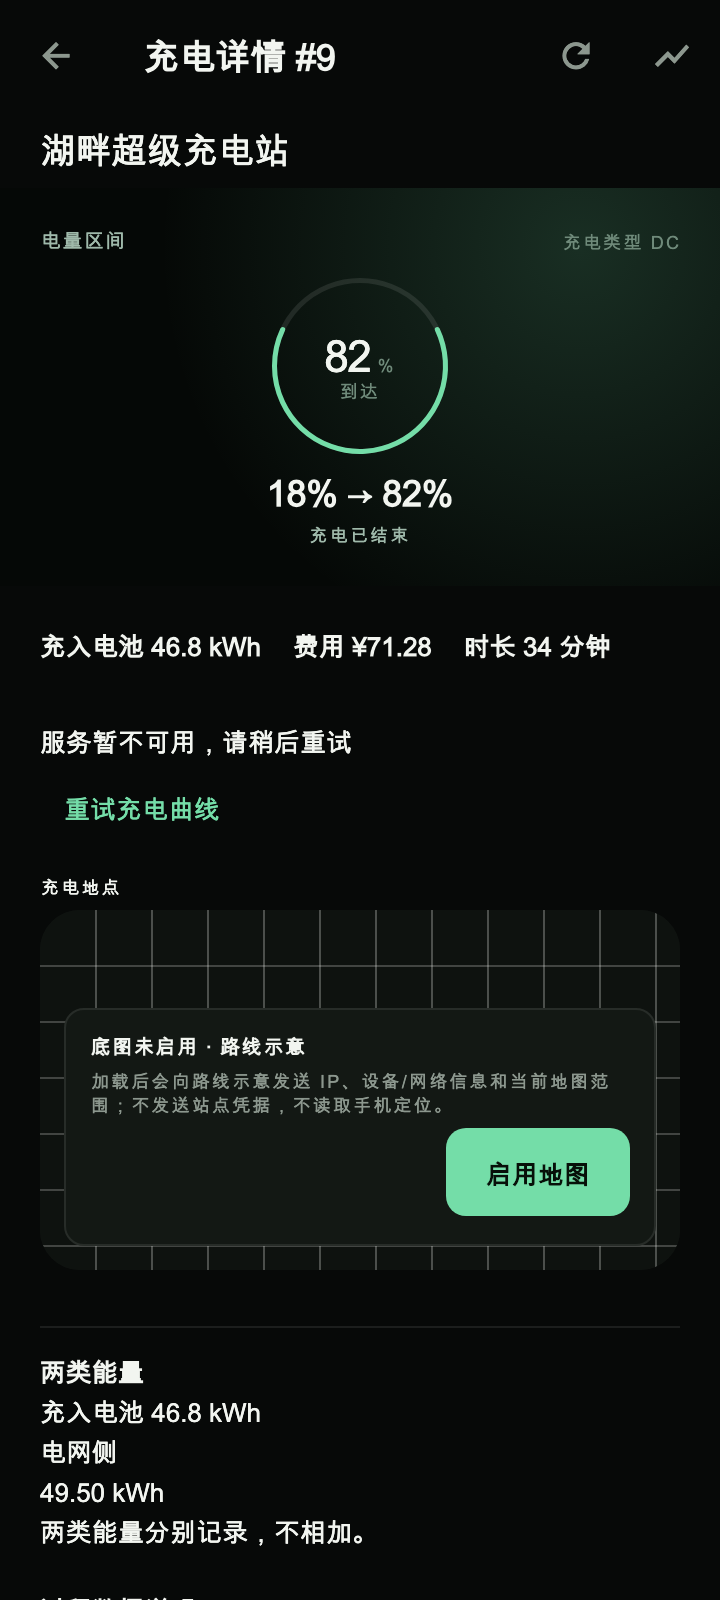 充电详情 #9
湖畔超级充电站
电量区间
充电类型 DC
82 %
到达
18% → 82%
充电已结束
充入电池 46.8 kWh 费用 ¥71.28 时长 34 分钟
服务暂不可用，请稍后重试
重试充电曲线
充电地点
底图未启用 · 路线示意
加载后会向路线示意发送 IP、设备/网络信息和当前地图范
围；不发送站点凭据，不读取手机定位。
启用地图
两类能量
充入电池 46.8 kWh
电网侧
49.50 kWh
两类能量分别记录，不相加。